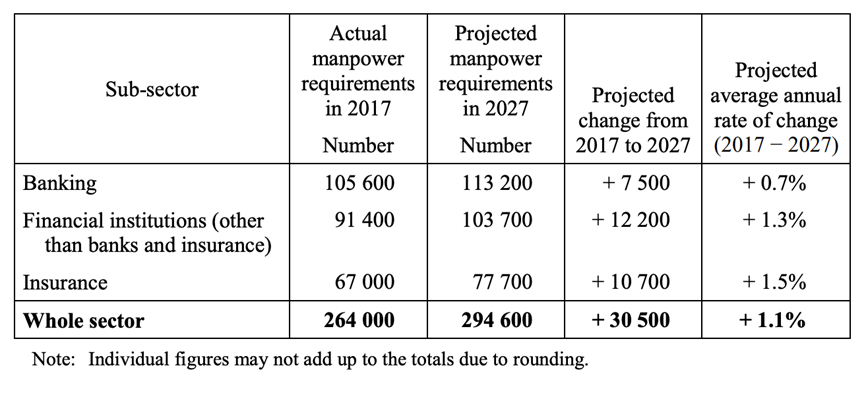 Sub-sector
Actual
manpower
requirements
in 2017
Number
Projected
manpower
requirements
in 2027
Number
Projected
change from
2017 to 2027
Projected
average annual
rate of change
(2017 − 2027)
Banking 105 600 113 200 + 7 500 + 0.7%
Financial institutions (other 91 400 103 700 + 12 200 + 1.3%
than banks and insurance)
Insurance 67 000 77 700 + 10 700 + 1.5%
Whole sector 264 000 294 600 + 30 500 + 1.1%
Note: Individual figures may not add up to the totals due to rounding.